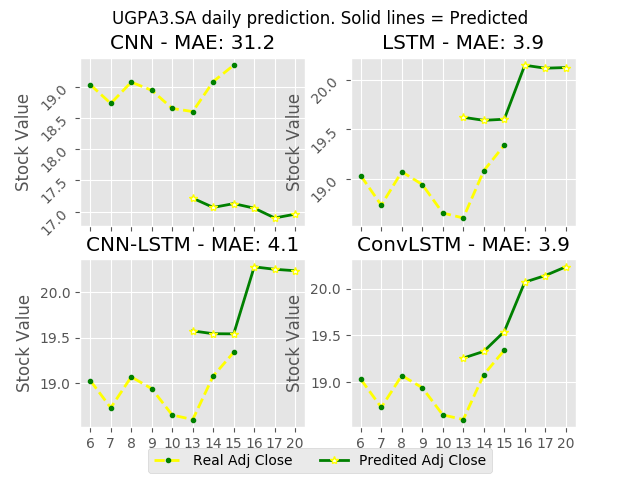 UGPA3.SA daily prediction. Solid lines = Predicted
CNN - MAE: 31.2
LSTM - MAE: 3.9
Stock Value
19.0
18.5
18.0
17.5
17.0
Stock Value
20.0
19.5
19.0
6 7 8 9 10 13 14 15 16 17 20
6 7 8 9 10 13 14 15 16 17 20
CNN-LSTM - MAE: 4.1
ConvLSTM - MAE: 3.9
Stock Value
20.0
19.5
19.0
Stock Value
20.0
19.5
19.0
Real Adj Close
Predited Adj Close